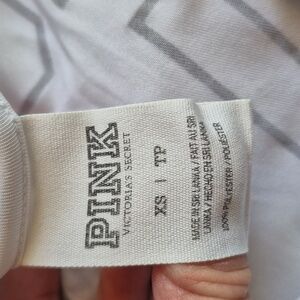 PINK
VICTORIA'S SECRET
XS | TP
MADE IN SRI LANKA / FAIT AU SRI
LANKA / HECHO EN SRI LANKA
100% POLYESTER / POLIÉSTER